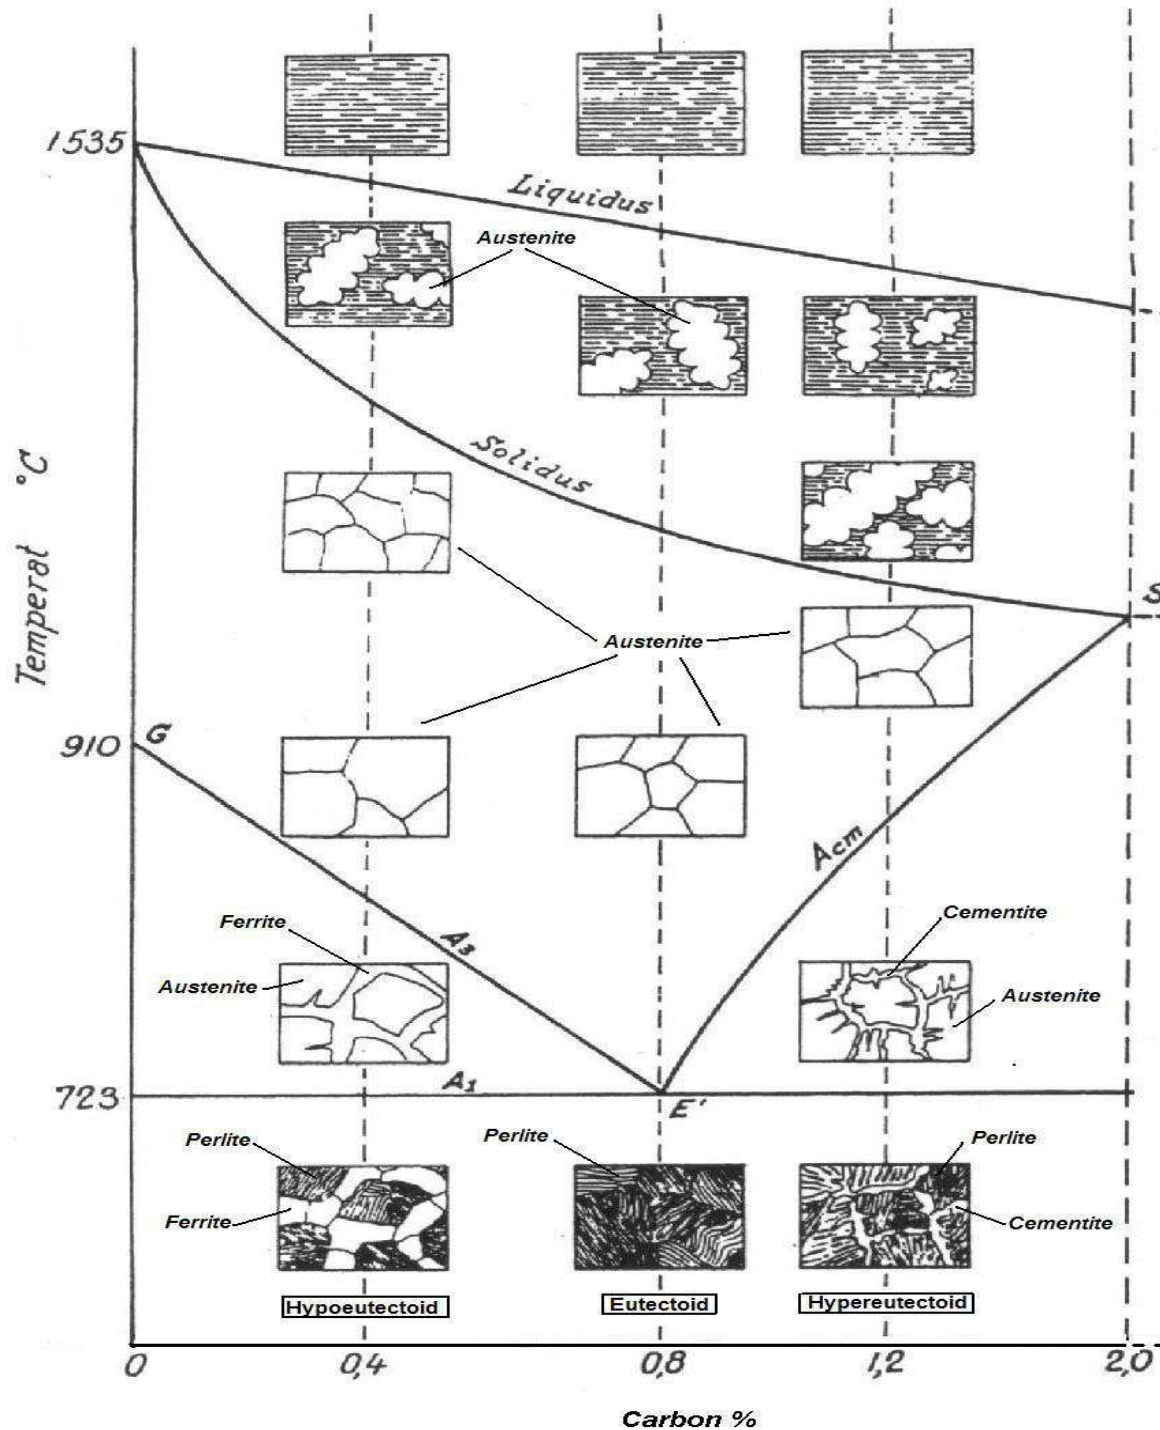 1535
Liquidus
Austenite
Solidus
Temperat °C
S
Austenite
910
G
Acm
Ferrite
A3
Cementite
Austenite
Austenite
723
A1
E'
Perlite
Perlite
Perlite
Ferrite
Cementite
Hypoeutectoid
Eutectoid
Hypereutectoid
0
0,4
0,8
1,2
2,0
Carbon %